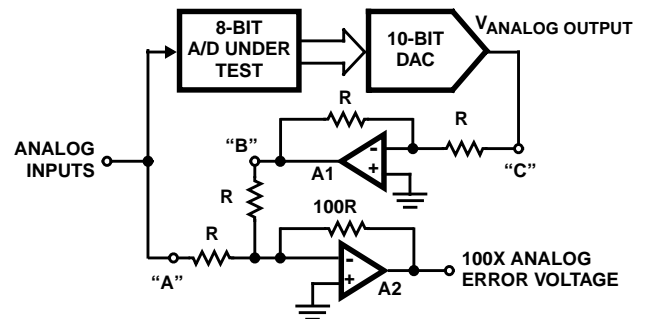 8-BIT
A/D UNDER
TEST
10-BIT
DAC
VANALOG OUTPUT
R
R
ANALOG
INPUTS
“B”
-
+
A1
“C”
R
100R
R
“A”
-
+
A2
100X ANALOG
ERROR VOLTAGE